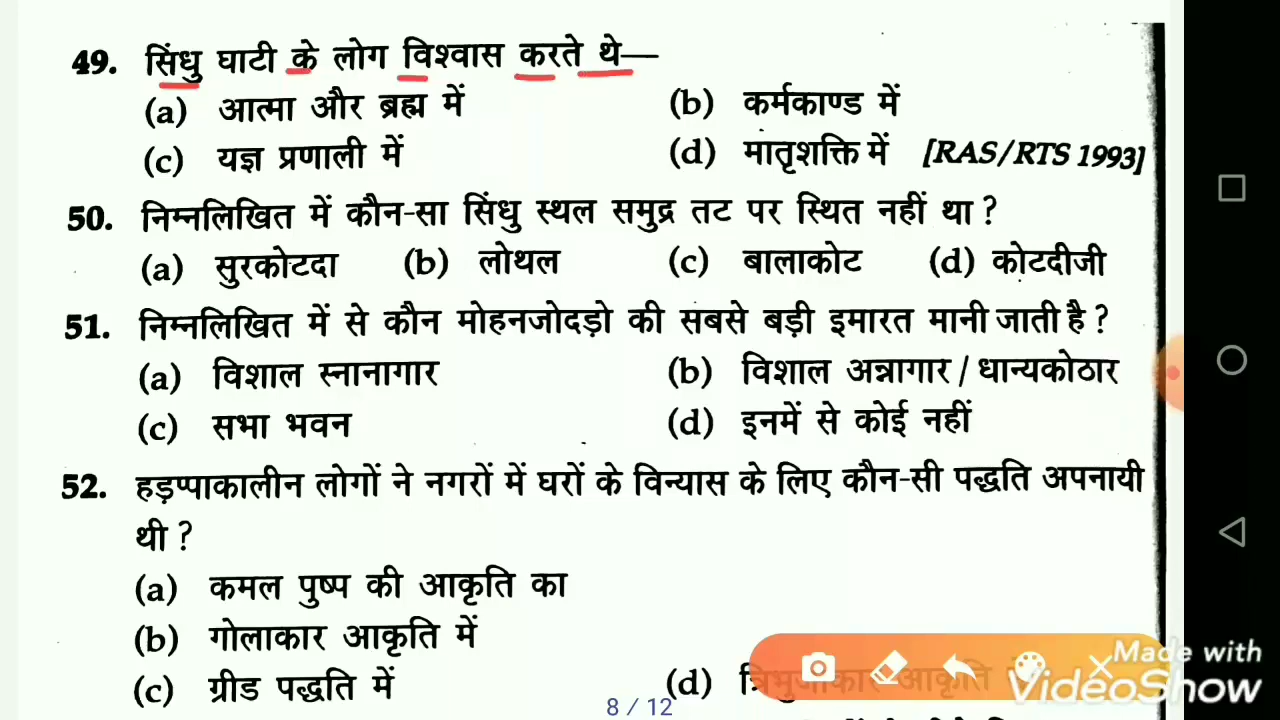 49. सिंधु घाटी के लोग विश्वास करते थे—
(a) आत्मा और ब्रह्म में (b) कर्मकाण्ड में
(c) यज्ञ प्रणाली में (d) मातृशक्ति में [RAS/RTS 1993]
50. निम्नलिखित में कौन-सा सिंधु स्थल समुद्र तट पर स्थित नहीं था ?
(a) सुरकोटदा (b) लोथल (c) बालाकोट (d) कोटदीजी
51. निम्नलिखित में से कौन मोहनजोदड़ो की सबसे बड़ी इमारत मानी जाती है ?
(a) विशाल स्नानागार (b) विशाल अन्नागार / धान्यकोठार
(c) सभा भवन (d) इनमें से कोई नहीं
52. हड़प्पाकालीन लोगों ने नगरों में घरों के विन्यास के लिए कौन-सी पद्धति अपनायी
थी ?
(a) कमल पुष्प की आकृति का
(b) गोलाकार आकृति में
(c) ग्रीड पद्धति में (d) त्रिभुजाकार आकृति
8 / 12
Made with
VideoShow